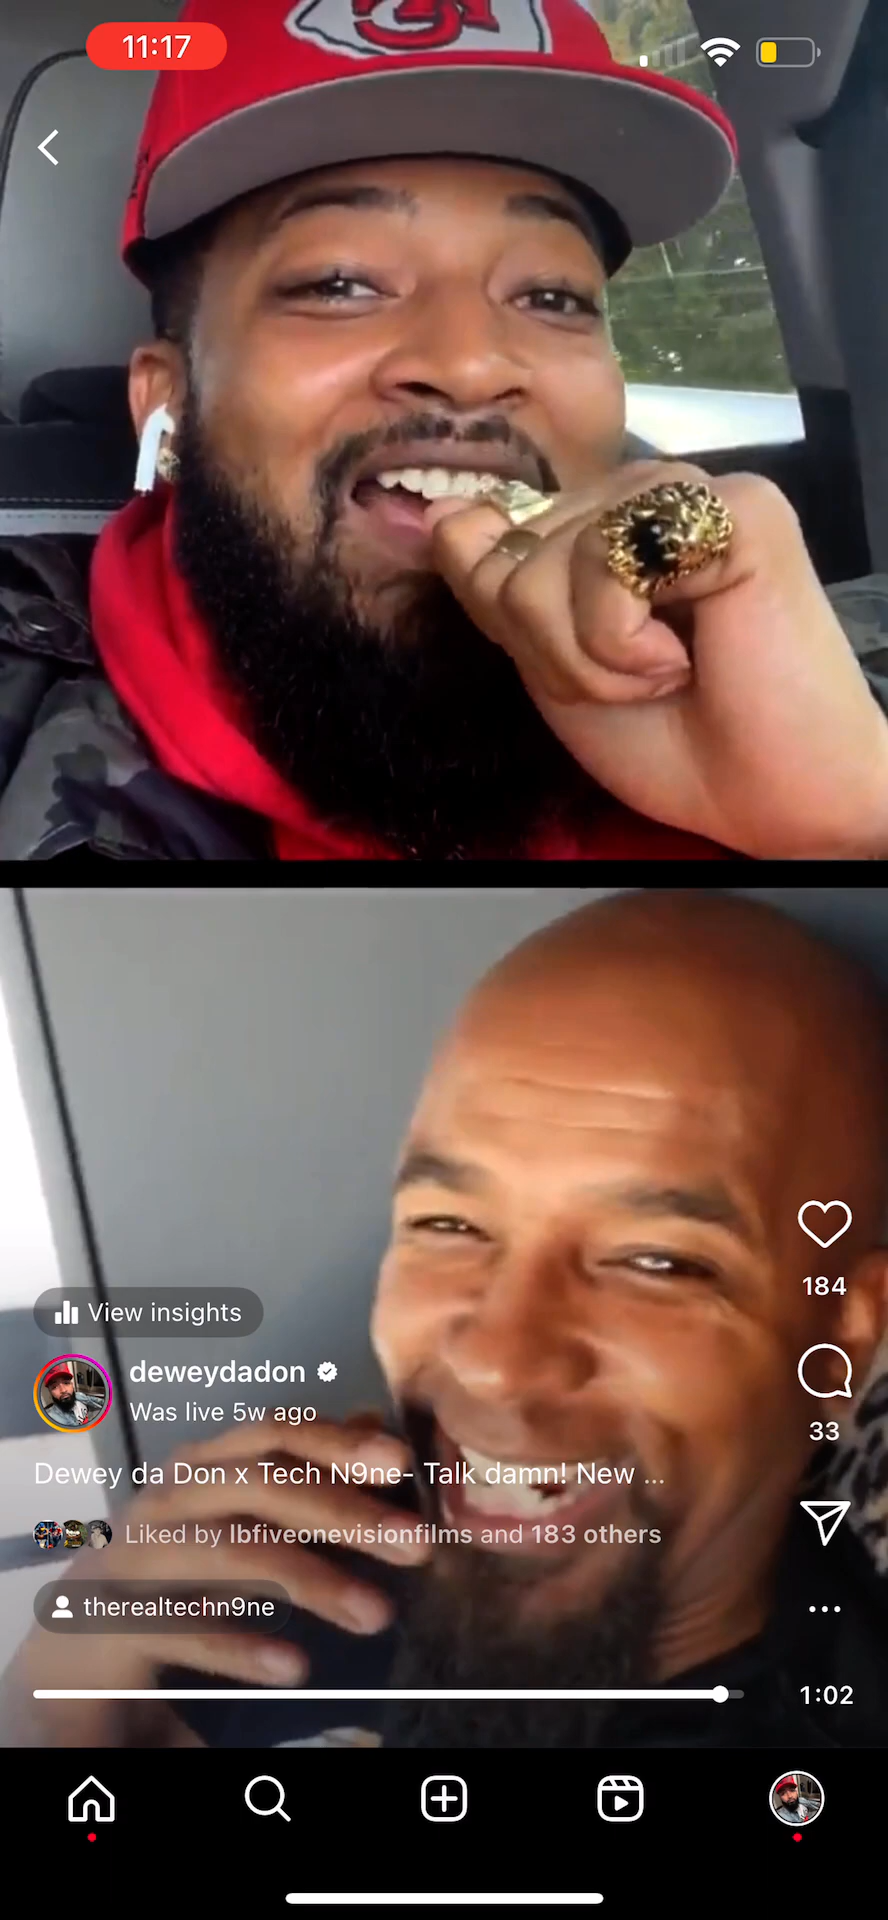 11:17
View insights
deweydadon
Was live 5w ago
Dewey da Don x Tech N9ne- Talk damn! New ...
Liked by lbfiveonevisionfilms and 183 others
therealtechn9ne
184
33
1:02